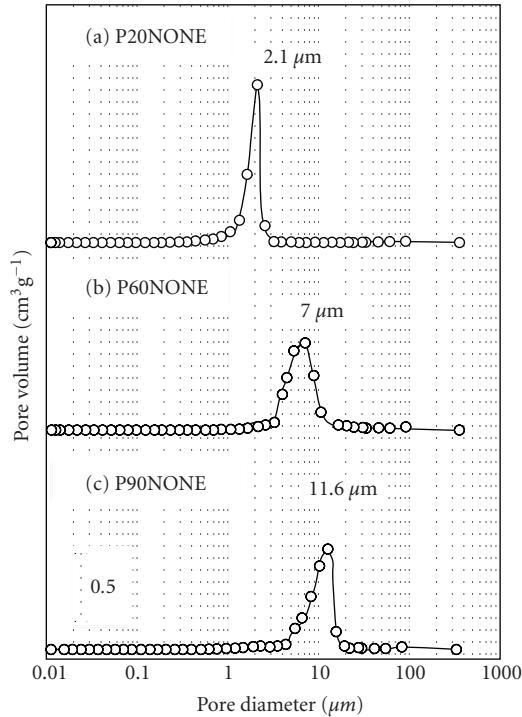 (a) P20NONE
2.1 μm
(b) P60NONE
7 μm
(c) P90NONE
11.6 μm
0.5
Pore volume (cm³g⁻¹)
0.01 0.1 1 10 100 1000
Pore diameter (μm)